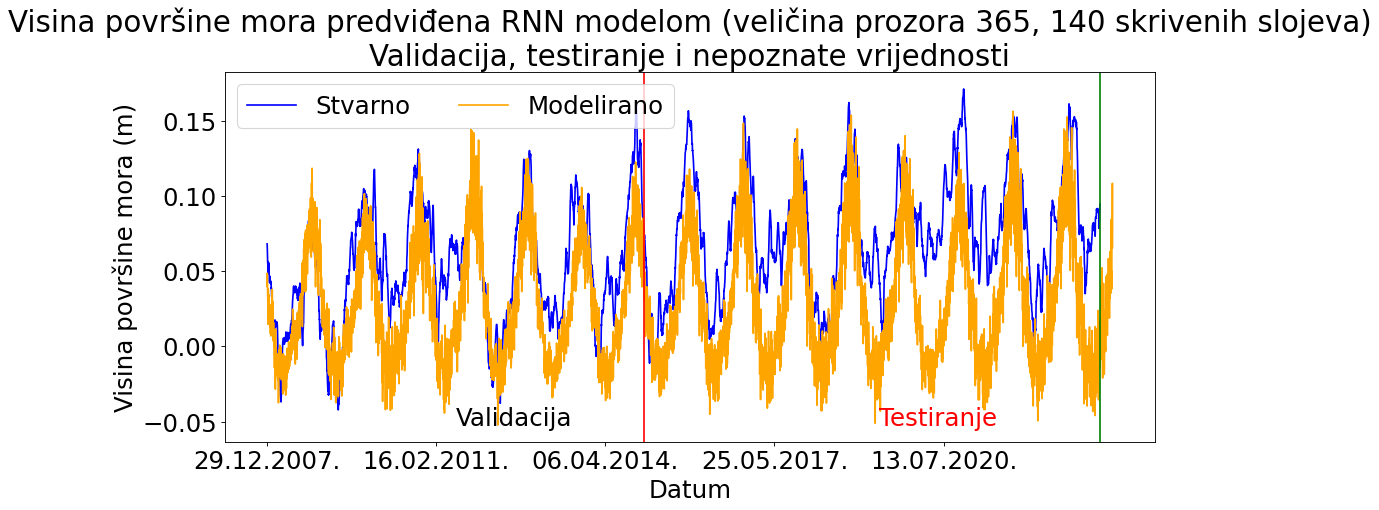 Visina površine mora predviđena RNN modelom (veličina prozora 365, 140 skrivenih slojeva)
Validacija, testiranje i nepoznate vrijednosti
Stvarno
Modelirano
Visina površine mora (m)
0.15
0.10
0.05
0.00
−0.05
Validacija
Testiranje
29.12.2007.
16.02.2011.
06.04.2014.
25.05.2017.
13.07.2020.
Datum